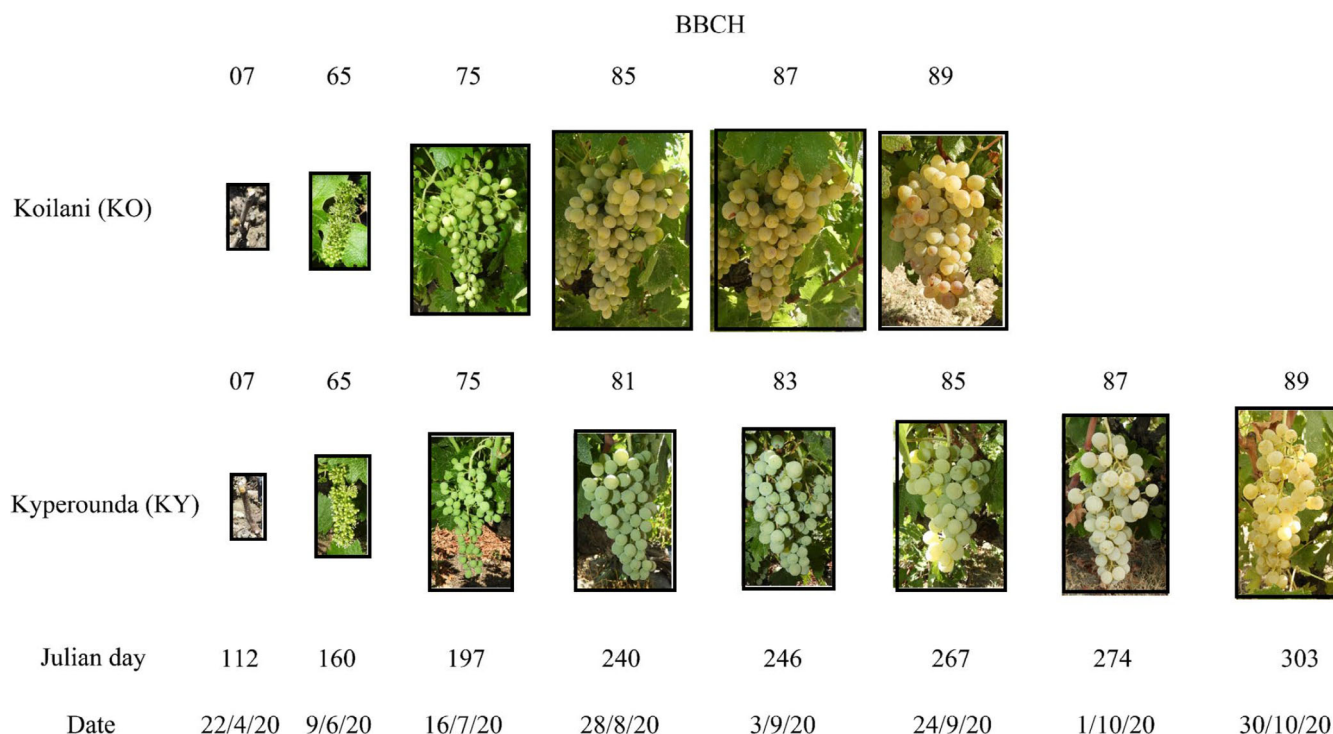 BBCH
07 65 75 85 87 89
Koilani (KO)
07 65 75 81 83 85 87 89
Kyperounda (KY)
Julian day 112 160 197 240 246 267 274 303
Date 22/4/20 9/6/20 16/7/20 28/8/20 3/9/20 24/9/20 1/10/20 30/10/20